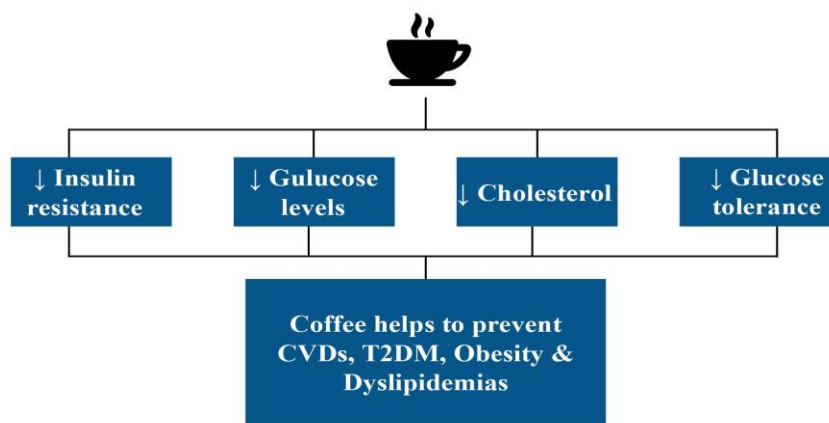 ↓ Insulin
resistance
↓ Gulucose
levels
↓ Cholesterol
↓ Glucose
tolerance
Coffee helps to prevent
CVDs, T2DM, Obesity &
Dyslipidemias